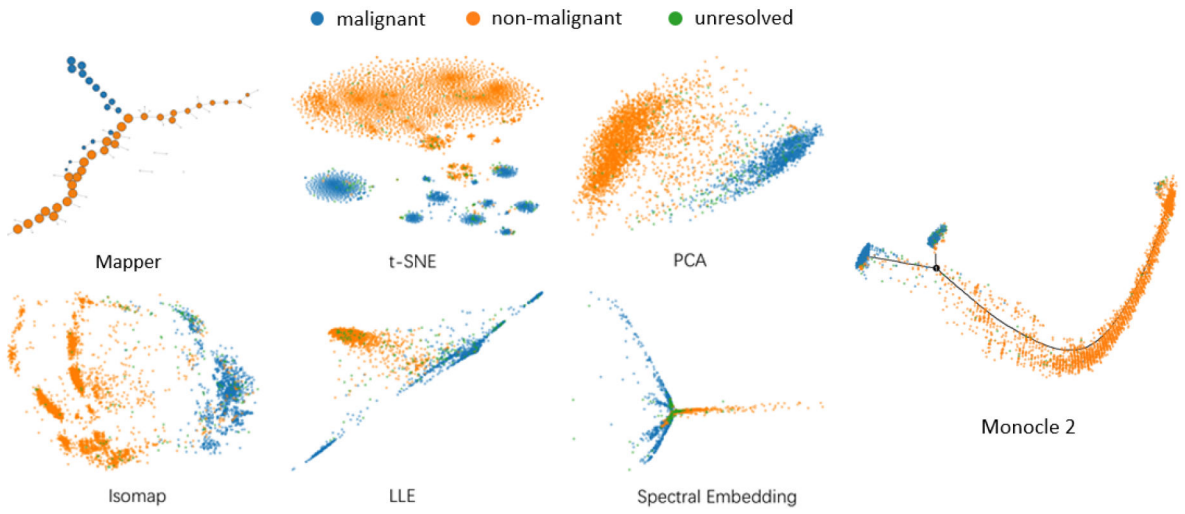 malignant non-malignant unresolved
Mapper t-SNE PCA
Monocle 2
Isomap LLE Spectral Embedding